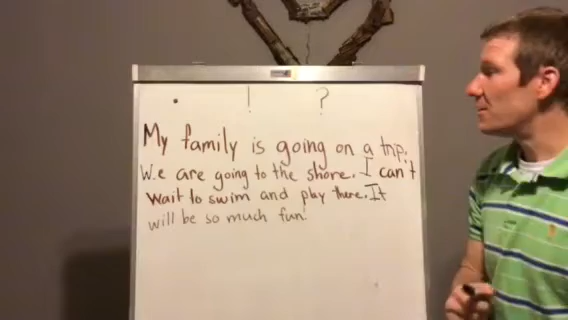 . ! ?
My family is going on a trip.
We are going to the shore. I can't
wait to swim and play there. It
will be so much fun!